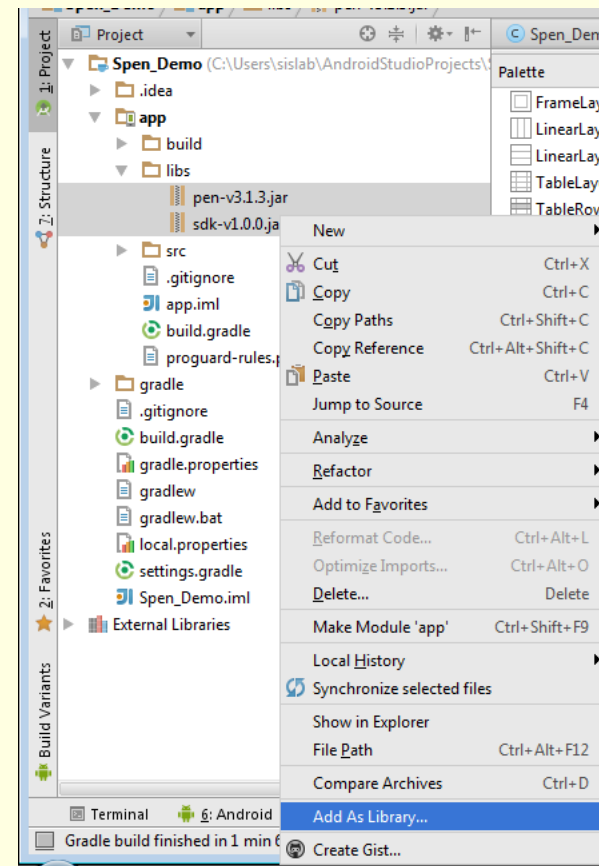 Project
Spen_Dem
1: Project
7: Structure
2: Favorites
Build Variants
Spen_Demo (C:\Users\sislab\AndroidStudioProjects\
.idea
app
build
libs
pen-v3.1.3.jar
sdk-v1.0.0.ja
src
.gitignore
app.iml
build.gradle
proguard-rules.p
gradle
.gitignore
build.gradle
gradle.properties
gradlew
gradlew.bat
local.properties
settings.gradle
Spen_Demo.iml
External Libraries
Palette
FrameLay
LinearLay
LinearLay
TableLay
TableRow
New
Cut Ctrl+X
Copy Ctrl+C
Copy Paths Ctrl+Shift+C
Copy Reference Ctrl+Alt+Shift+C
Paste Ctrl+V
Jump to Source F4
Analyze
Refactor
Add to Favorites
Reformat Code... Ctrl+Alt+L
Optimize Imports... Ctrl+Alt+O
Delete... Delete
Make Module 'app' Ctrl+Shift+F9
Local History
Synchronize selected files
Show in Explorer
File Path Ctrl+Alt+F12
Compare Archives Ctrl+D
Add As Library...
Create Gist...
Terminal 6: Android
Gradle build finished in 1 min